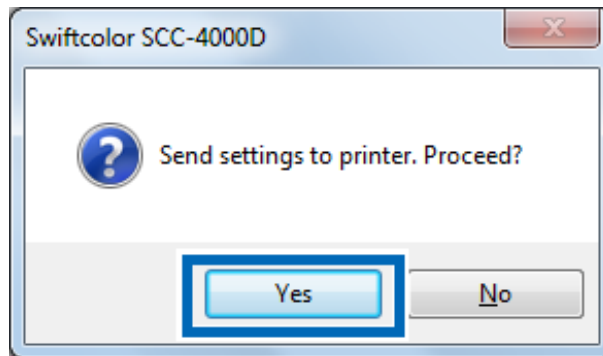 Swiftcolor SCC-4000D
Send settings to printer. Proceed?
Yes
No